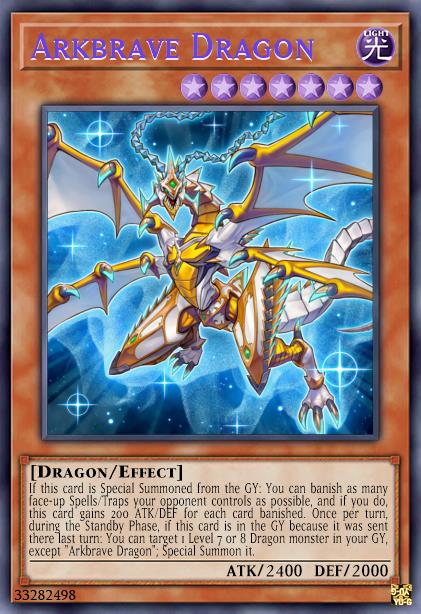 Arkbrave Dragon
LIGHT
光
[Dragon/Effect]
If this card is Special Summoned from the GY: You can banish as many
face-up Spells/Traps your opponent controls as possible, and if you do,
this card gains 200 ATK/DEF for each card banished. Once per turn,
during the Standby Phase, if this card is in the GY because it was sent
there last turn: You can target 1 Level 7 or 8 Dragon monster in your GY,
except "Arkbrave Dragon"; Special Summon it.
ATK/2400 DEF/2000
33282498